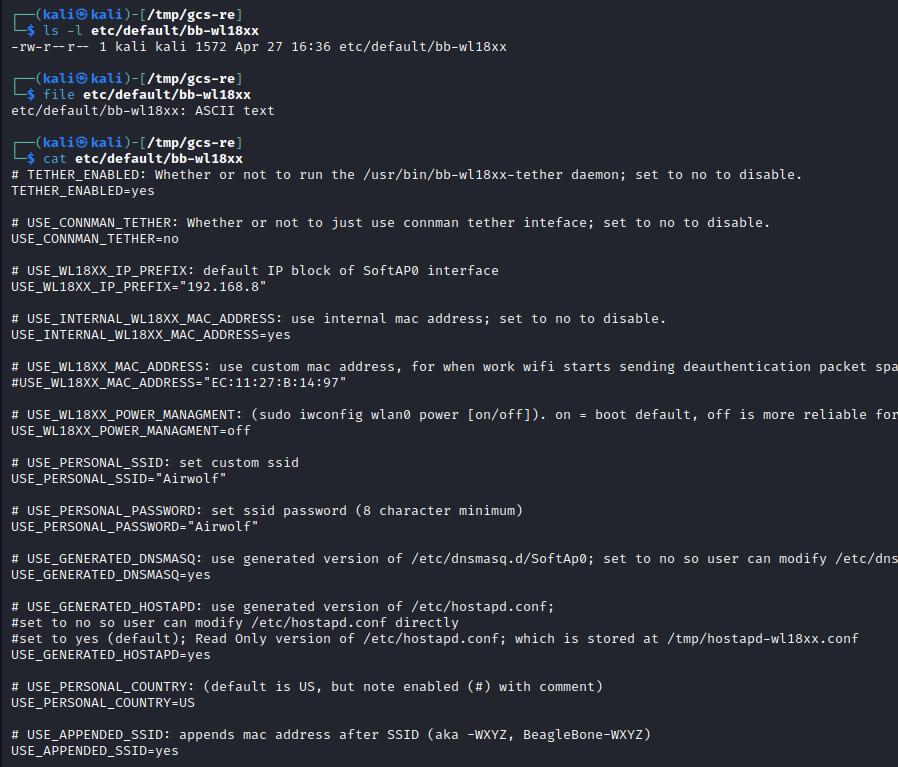 ┌──(kali㉿kali)-[/tmp/gcs-re]
└─$ ls -l etc/default/bb-wl18xx
-rw-r--r-- 1 kali kali 1572 Apr 27 16:36 etc/default/bb-wl18xx
┌──(kali㉿kali)-[/tmp/gcs-re]
└─$ file etc/default/bb-wl18xx
etc/default/bb-wl18xx: ASCII text
┌──(kali㉿kali)-[/tmp/gcs-re]
└─$ cat etc/default/bb-wl18xx
# TETHER_ENABLED: Whether or not to run the /usr/bin/bb-wl18xx-tether daemon; set to no to disable.
TETHER_ENABLED=yes
# USE_CONNMAN_TETHER: Whether or not to just use connman tether inteface; set to no to disable.
USE_CONNMAN_TETHER=no
# USE_WL18XX_IP_PREFIX: default IP block of SoftAP0 interface
USE_WL18XX_IP_PREFIX="192.168.8"
# USE_INTERNAL_WL18XX_MAC_ADDRESS: use internal mac address; set to no to disable.
USE_INTERNAL_WL18XX_MAC_ADDRESS=yes
# USE_WL18XX_MAC_ADDRESS: use custom mac address, for when work wifi starts sending deauthentication packet spa
#USE_WL18XX_MAC_ADDRESS="EC:11:27:B:14:97"
# USE_WL18XX_POWER_MANAGMENT: (sudo iwconfig wlan0 power [on/off]). on = boot default, off is more reliable for
USE_WL18XX_POWER_MANAGMENT=off
# USE_PERSONAL_SSID: set custom ssid
USE_PERSONAL_SSID="Airwolf"
# USE_PERSONAL_PASSWORD: set ssid password (8 character minimum)
USE_PERSONAL_PASSWORD="Airwolf"
# USE_GENERATED_DNSMASQ: use generated version of /etc/dnsmasq.d/SoftAp0; set to no so user can modify /etc/dns
USE_GENERATED_DNSMASQ=yes
# USE_GENERATED_HOSTAPD: use generated version of /etc/hostapd.conf;
#set to no so user can modify /etc/hostapd.conf directly
#set to yes (default); Read Only version of /etc/hostapd.conf; which is stored at /tmp/hostapd-wl18xx.conf
USE_GENERATED_HOSTAPD=yes
# USE_PERSONAL_COUNTRY: (default is US, but note enabled (#) with comment)
USE_PERSONAL_COUNTRY=US
# USE_APPENDED_SSID: appends mac address after SSID (aka -WXYZ, BeagleBone-WXYZ)
USE_APPENDED_SSID=yes